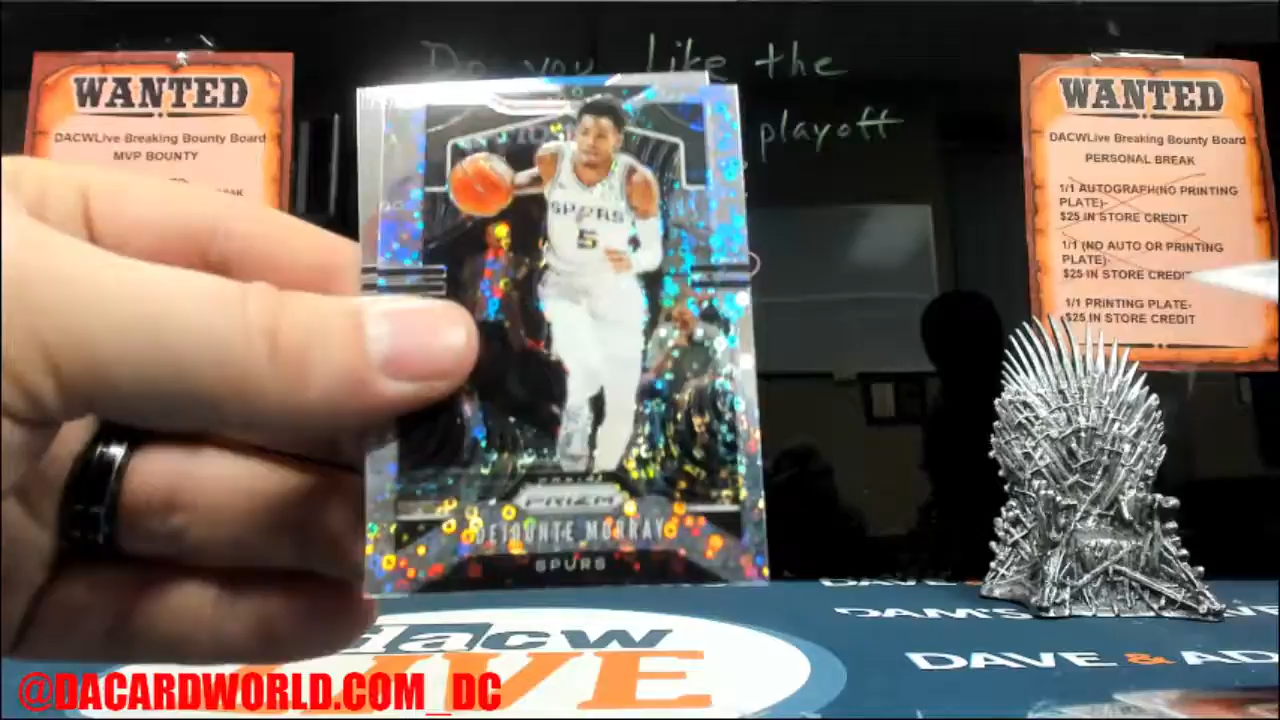 Do you like the
playoff
WANTED
DACWLive Breaking Bounty Board
MVP BOUNTY
WANTED
DACWLive Breaking Bounty Board
PERSONAL BREAK
1/1 AUTOGRAPH(NO PRINTING
PLATE)-
$25 IN STORE CREDIT
1/1 (NO AUTO OR PRINTING
PLATE)-
$25 IN STORE CREDIT
1/1 PRINTING PLATE-
$25 IN STORE CREDIT
SPURS
5
PANINI
PRIZM
DEJOUNTE MURRAY
SPURS
dacw
LIVE
DAM'S
DAVE & AD
@DACARDWORLD.COM_DC